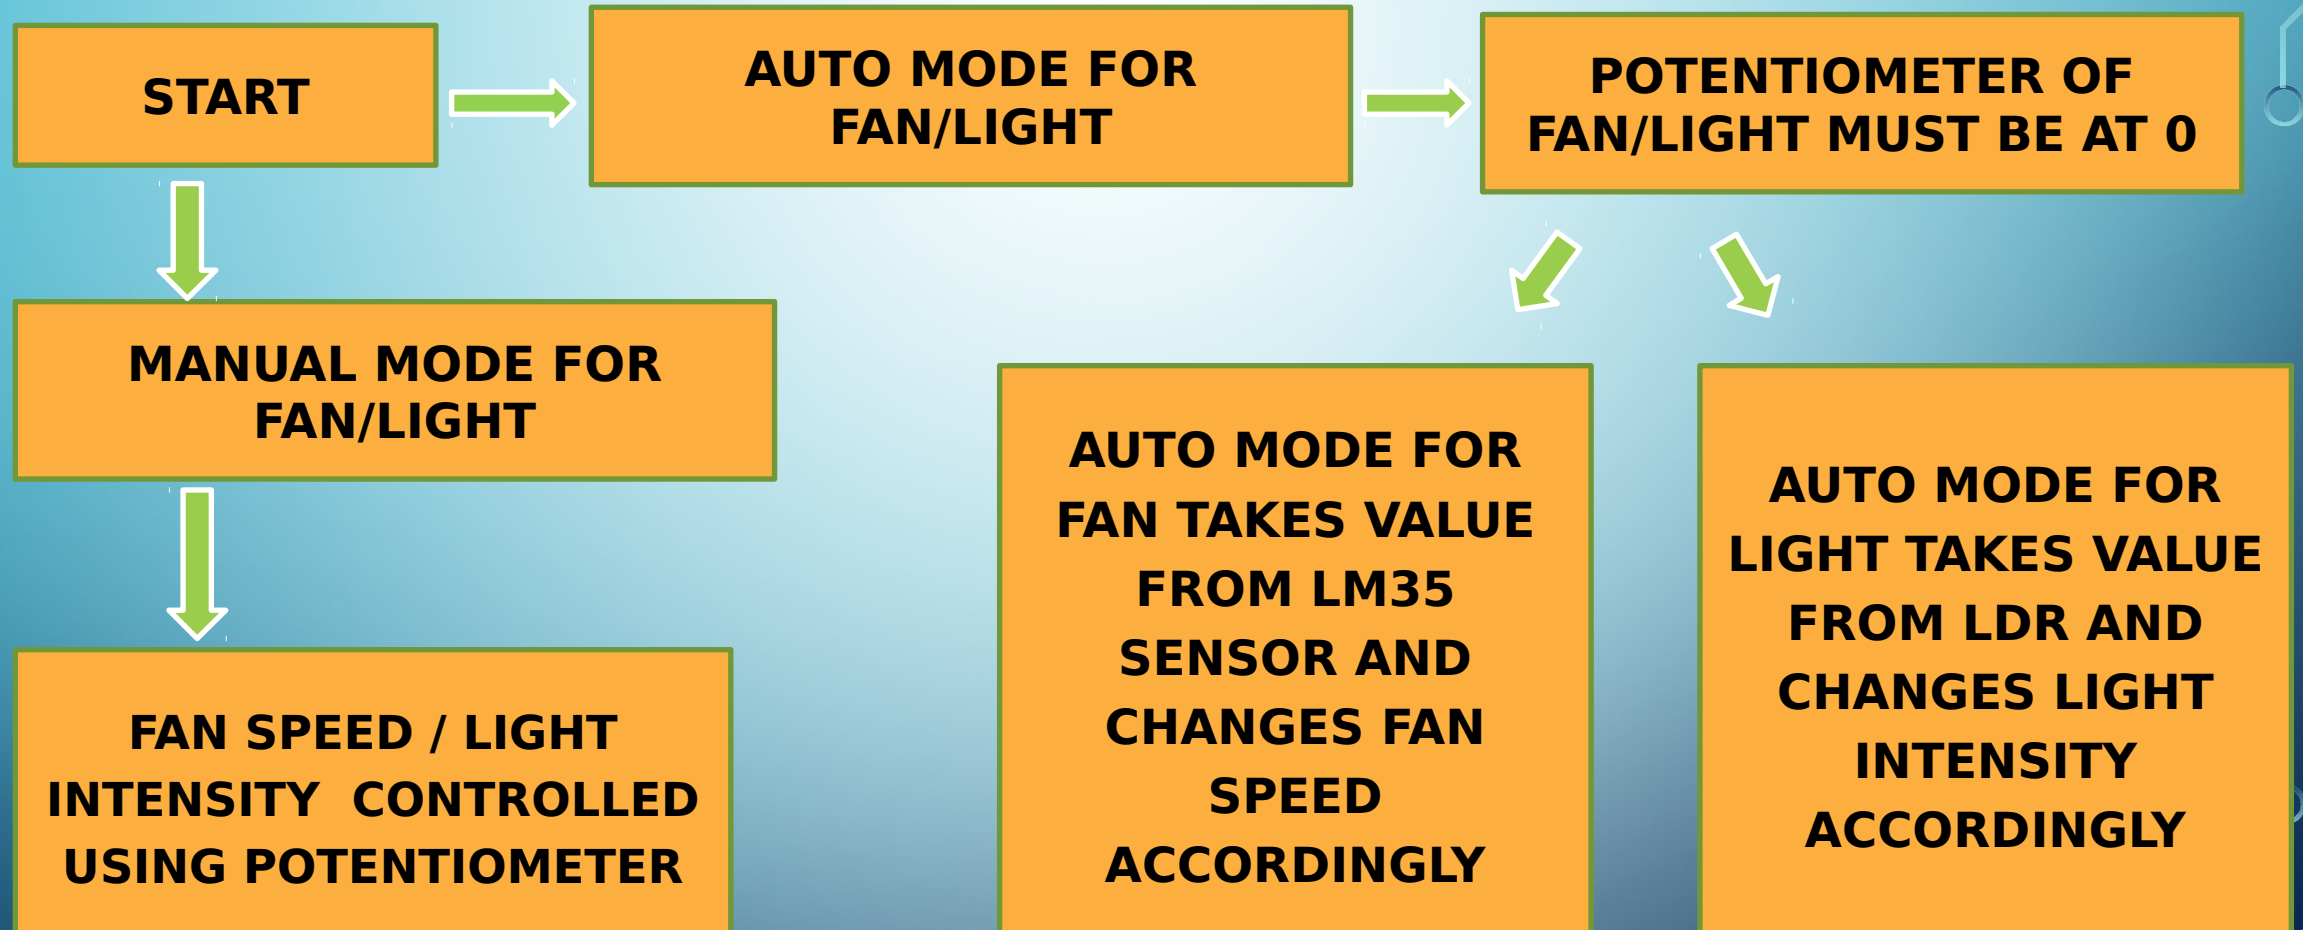 START
AUTO MODE FOR
FAN/LIGHT
POTENTIOMETER OF
FAN/LIGHT MUST BE AT 0
MANUAL MODE FOR
FAN/LIGHT
FAN SPEED / LIGHT
INTENSITY  CONTROLLED
USING POTENTIOMETER
AUTO MODE FOR
FAN TAKES VALUE
FROM LM35
SENSOR AND
CHANGES FAN
SPEED
ACCORDINGLY
AUTO MODE FOR
LIGHT TAKES VALUE
FROM LDR AND
CHANGES LIGHT
INTENSITY
ACCORDINGLY